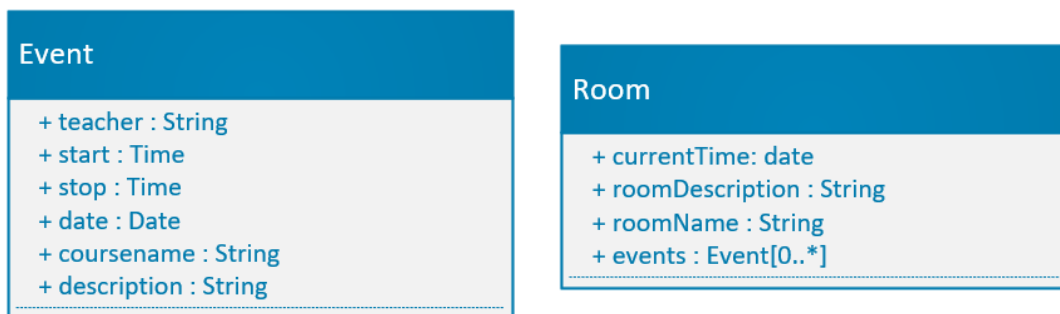 Event
+ teacher : String
+ start : Time
+ stop : Time
+ date : Date
+ coursename : String
+ description : String
Room
+ currentTime: date
+ roomDescription : String
+ roomName : String
+ events : Event[0..*]